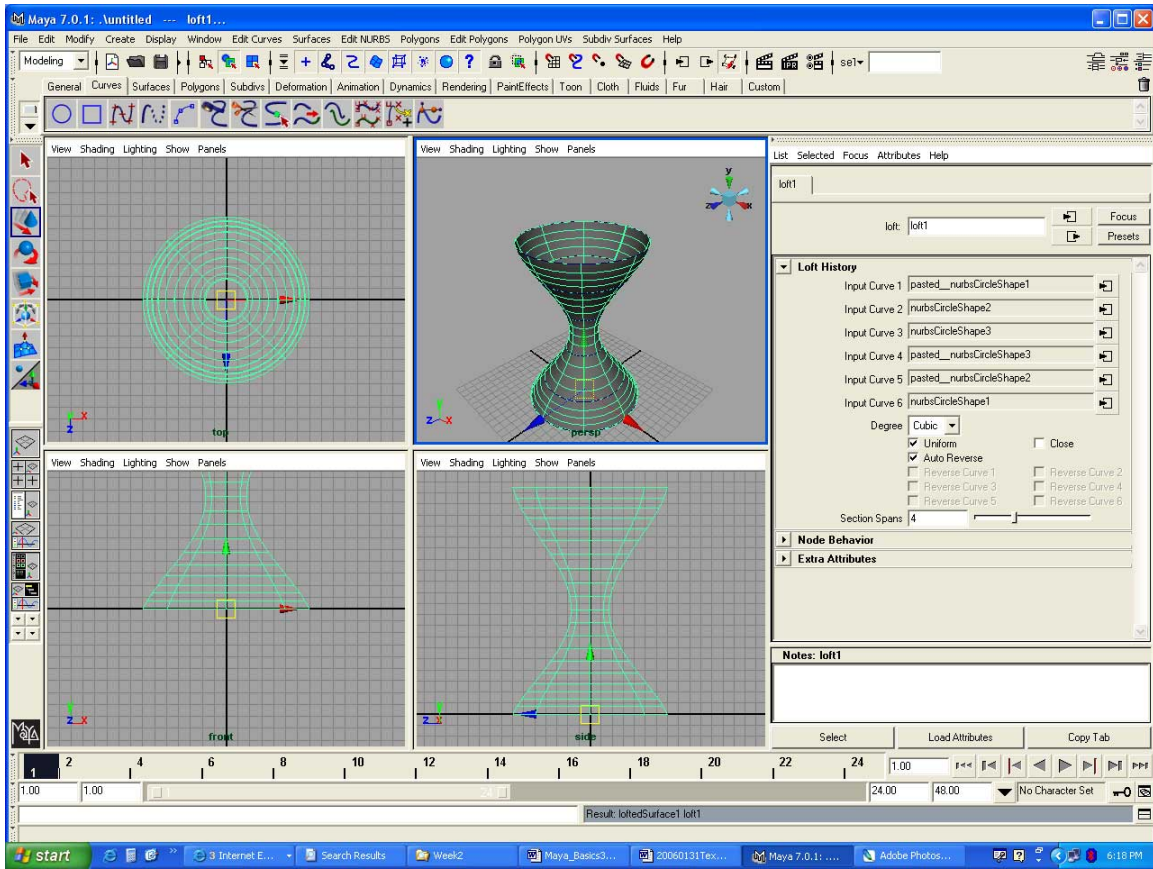 Maya 7.0.1: .\untitled --- loft1...
File Edit Modify Create Display Window Edit Curves Surfaces Edit NURBS Polygons Edit Polygons Polygon UVs Subdiv Surfaces Help
Modeling sel
General Curves Surfaces Polygons Subdivs Deformation Animation Dynamics Rendering PaintEffects Toon Cloth Fluids Fur Hair Custom
View Shading Lighting Show Panels
x
z
top
View Shading Lighting Show Panels
y
z x
z x
persp
View Shading Lighting Show Panels
z x
front
View Shading Lighting Show Panels
z x
side
List Selected Focus Attributes Help
loft1
loft: loft1 Focus
Presets
Loft History
Input Curve 1 pasted__nurbsCircleShape1
Input Curve 2 nurbsCircleShape2
Input Curve 3 nurbsCircleShape3
Input Curve 4 pasted__nurbsCircleShape3
Input Curve 5 pasted__nurbsCircleShape2
Input Curve 6 nurbsCircleShape1
Degree Cubic
Uniform Close
Auto Reverse
Reverse Curve 1 Reverse Curve 2
Reverse Curve 3 Reverse Curve 4
Reverse Curve 5 Reverse Curve 6
Section Spans 4
Node Behavior
Extra Attributes
Notes: loft1
Select Load Attributes Copy Tab
MAYA
1 2 4 6 8 10 12 14 16 18 20 22 24 1.00
1.00 1.00 1 24 24.00 48.00 No Character Set
Result: loftedSurface1 loft1
start 3 Internet E... Search Results Week2 Maya_Basics3... 20060131Tex... Maya 7.0.1: .... Adobe Photos... 6:18 PM